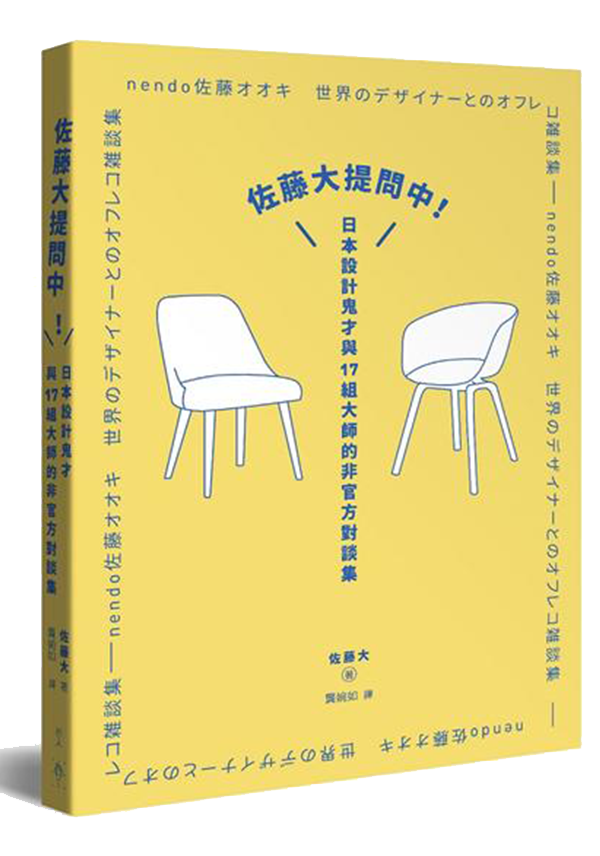 nendo佐藤オオキ　世界のデザイナーとのオフレ
コ雑談集——nendo佐藤オオキ　世界のデザイナーとのオフレコ雑談集——
nendo佐藤オオキ　世界のデザイナーとのオフ
レコ雑談集——nendo佐藤オオキ　世界のデザイナーとのオフレコ雑談集
佐藤大提問中！
日本設計鬼才與17組大師的非官方對談集
佐藤大
著
龔婉如 譯
佐藤大提問中！
日本設計鬼才
與17組大師的非官方對談集
佐藤大 著
龔婉如 譯